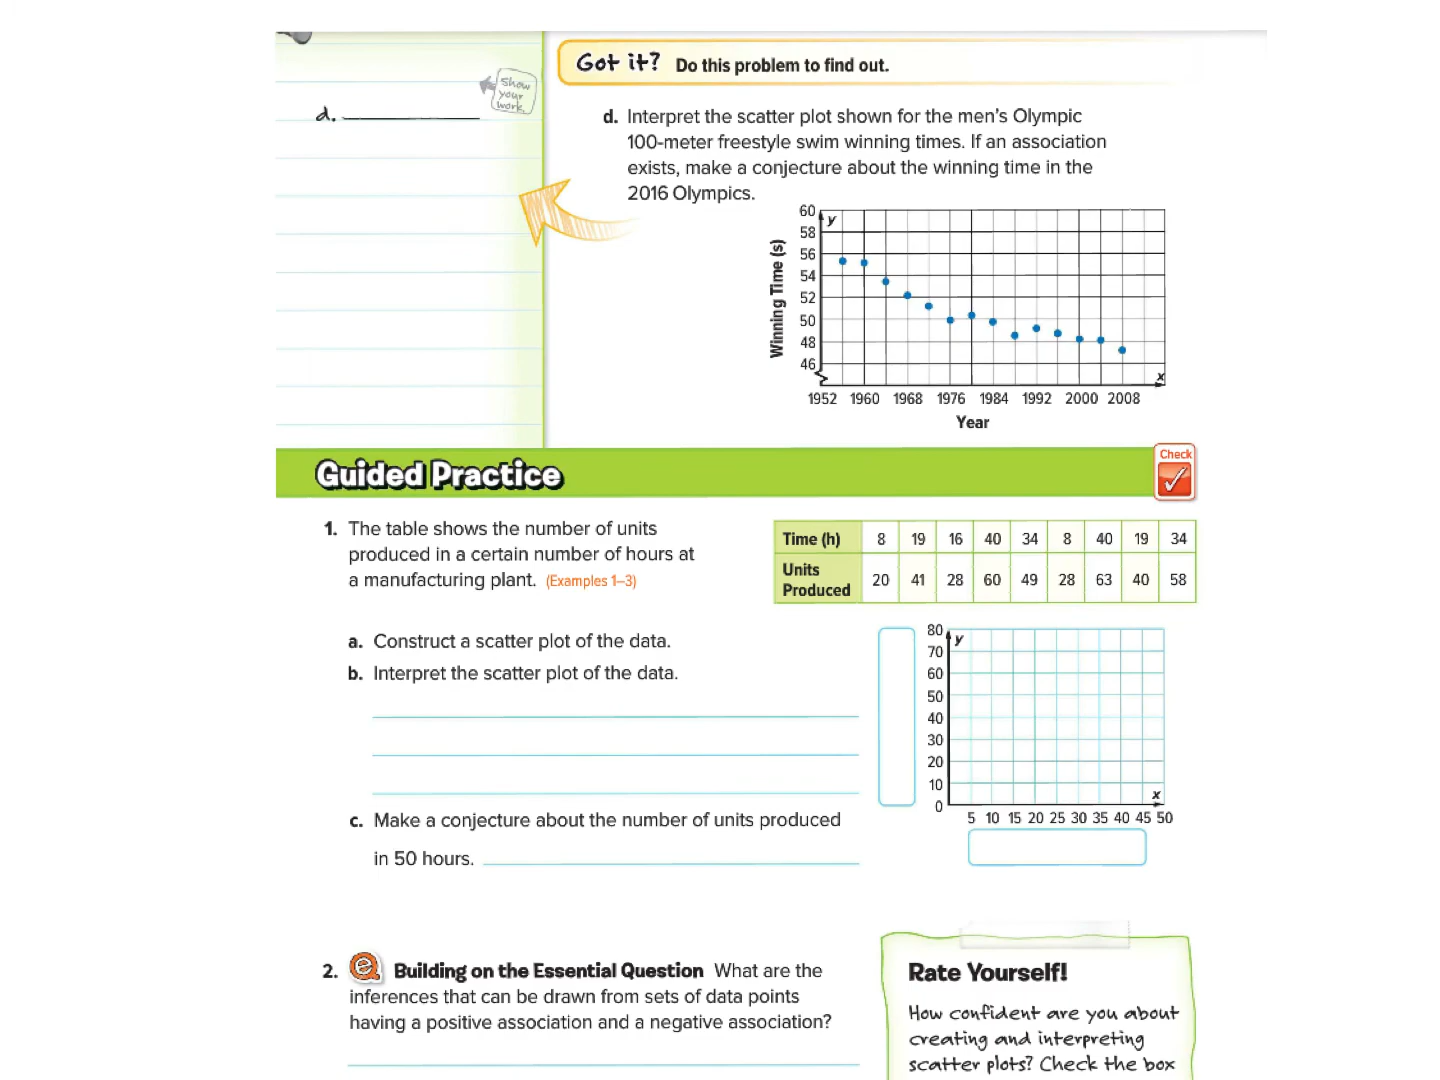 Got it? Do this problem to find out.
Show
your
work.
d.
d. Interpret the scatter plot shown for the men's Olympic
100-meter freestyle swim winning times. If an association
exists, make a conjecture about the winning time in the
2016 Olympics.
Winning Time (s)
60
58
56
54
52
50
48
46
y
x
1952 1960 1968 1976 1984 1992 2000 2008
Year
Guided Practice
Check
1. The table shows the number of units
produced in a certain number of hours at
a manufacturing plant. (Examples 1–3)
Time (h) 8 19 16 40 34 8 40 19 34
Units
Produced 20 41 28 60 49 28 63 40 58
a. Construct a scatter plot of the data.
b. Interpret the scatter plot of the data.
80
70
60
50
40
30
20
10
0
y
x
5 10 15 20 25 30 35 40 45 50
c. Make a conjecture about the number of units produced
in 50 hours.
2. e Building on the Essential Question What are the
inferences that can be drawn from sets of data points
having a positive association and a negative association?
Rate Yourself!
How confident are you about
creating and interpreting
scatter plots? Check the box